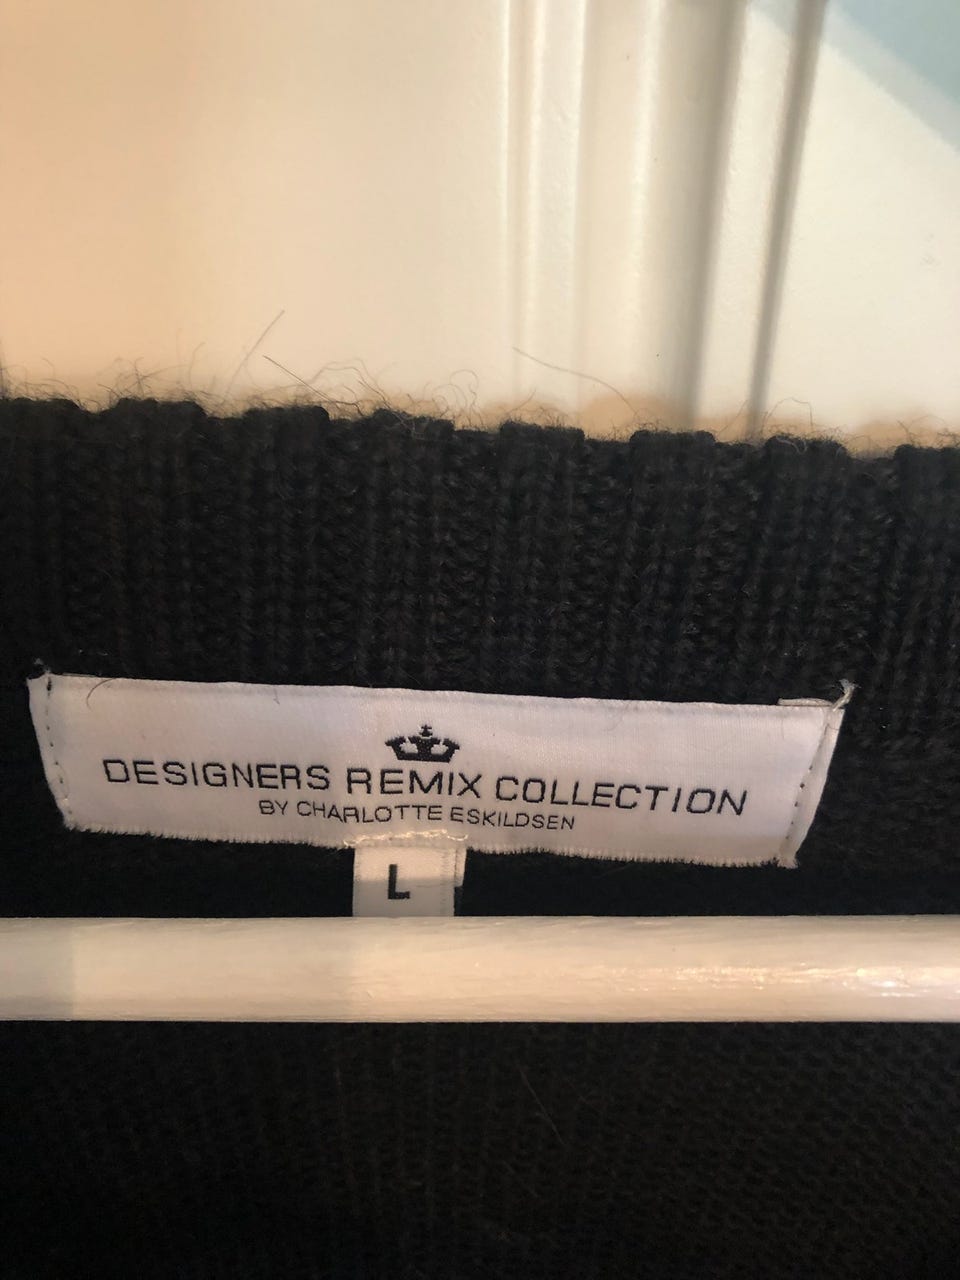 DESIGNERS REMIX COLLECTION
BY CHARLOTTE ESKILDSEN
L